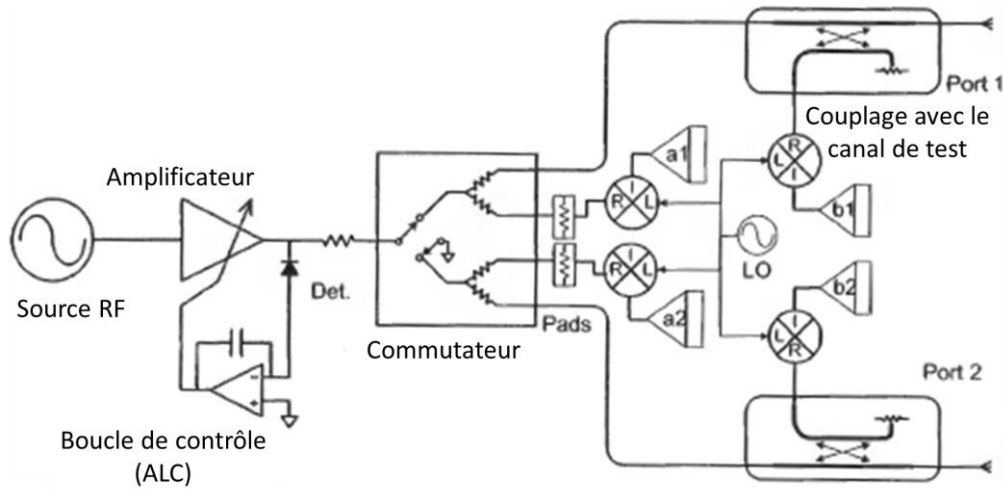 Port 1
Couplage avec le
canal de test
R
L
I
b1
a1
I
R
L
Amplificateur
Source RF
Det.
LO
I
R
L
a2
Pads
Commutateur
b2
I
L
R
Port 2
-
+
Boucle de contrôle
(ALC)